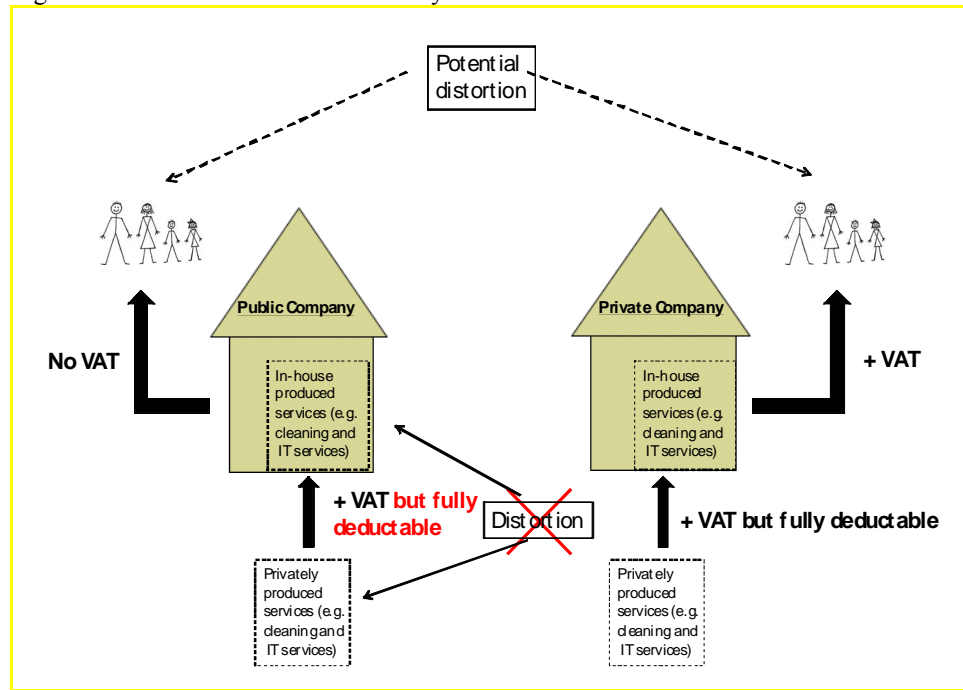 Potential
distortion
Public Company
Private Company
No VAT
+ VAT
In-house
produced
services (e.g.
cleaning and
IT services)
In-house
produced
services (e.g.
cleaning and
IT services)
+ VAT but fully
deductable
Distortion
+ VAT but fully deductable
Privately
produced
services (e.g.
cleaning and
IT services)
Privately
produced
services (e.g.
cleaning and
IT services)